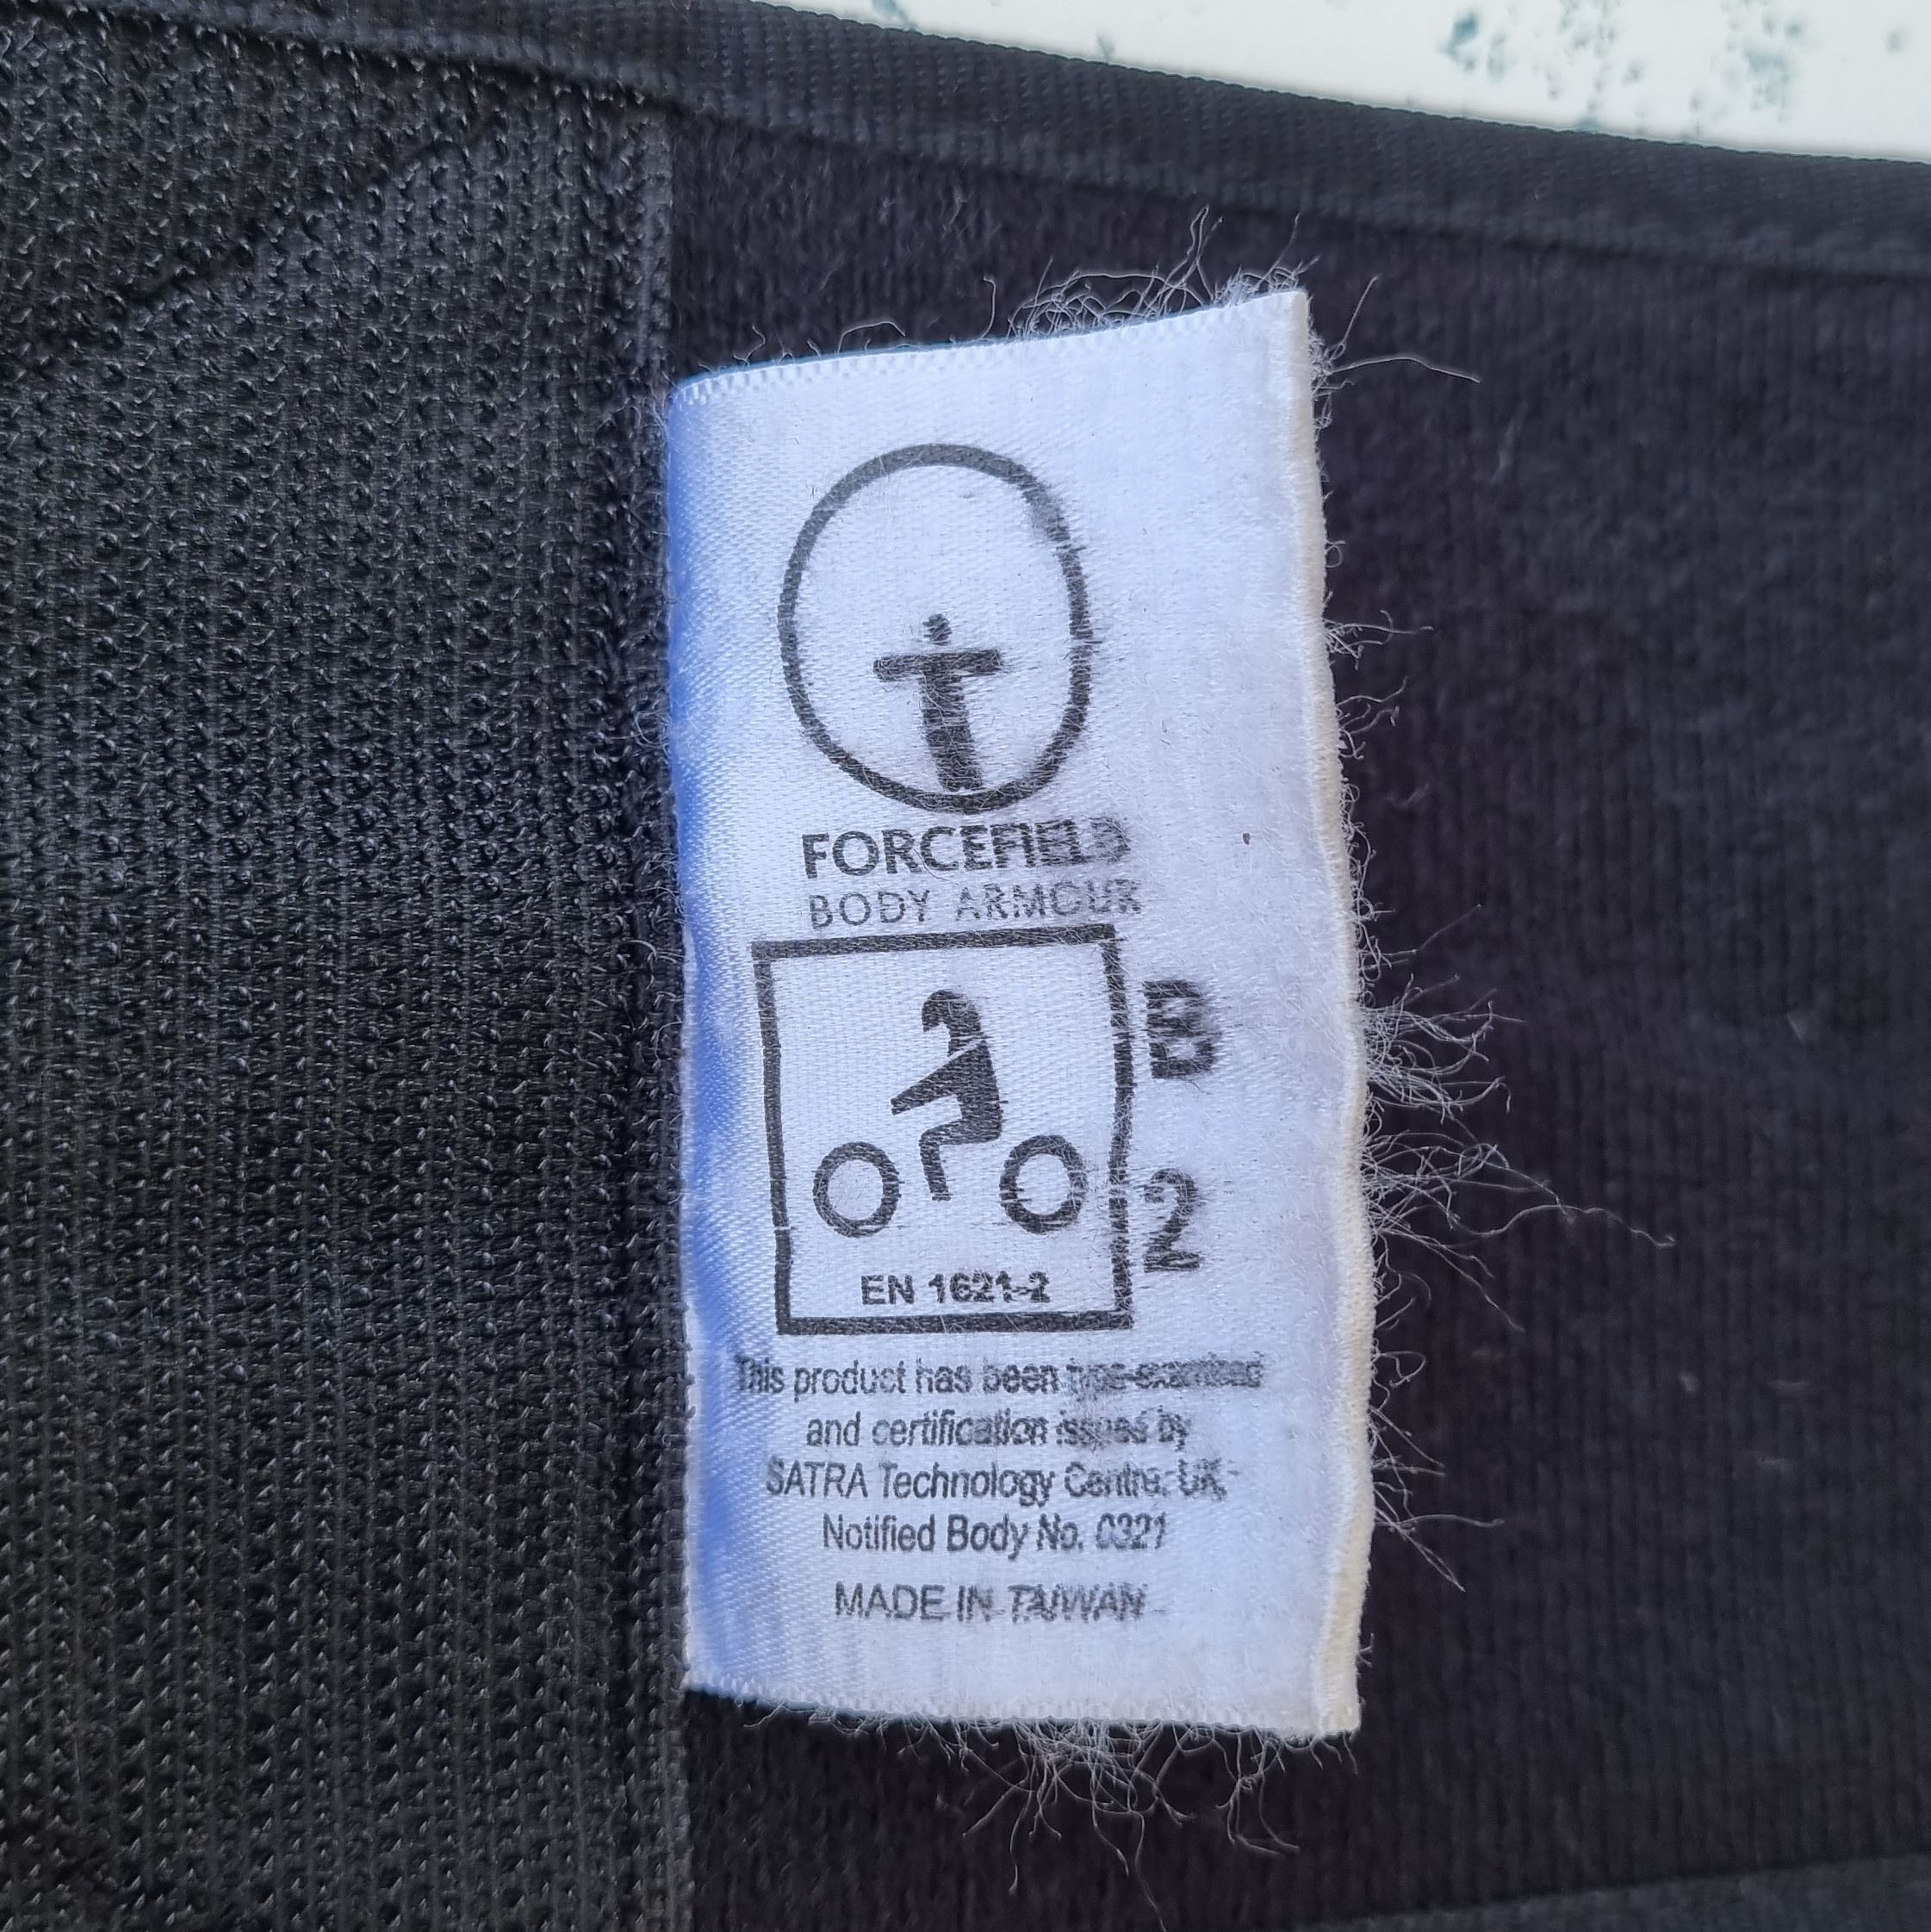 FORCEFIELD
BODY ARMOUR
B
2
EN 1621-2
This product has been type-examined
and certification issued by
SATRA Technology Centre. UK,
Notified Body No. 0321
MADE IN TAIWAN